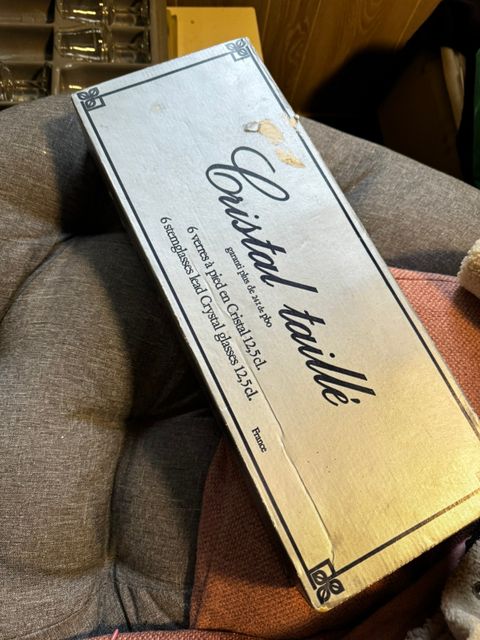 Cristal taillé
garanti plus de 24% de pbo
6 verres à pied en Cristal 12,5 cl.
6 stemglasses lead Crystal glasses 12,5 cl.
France